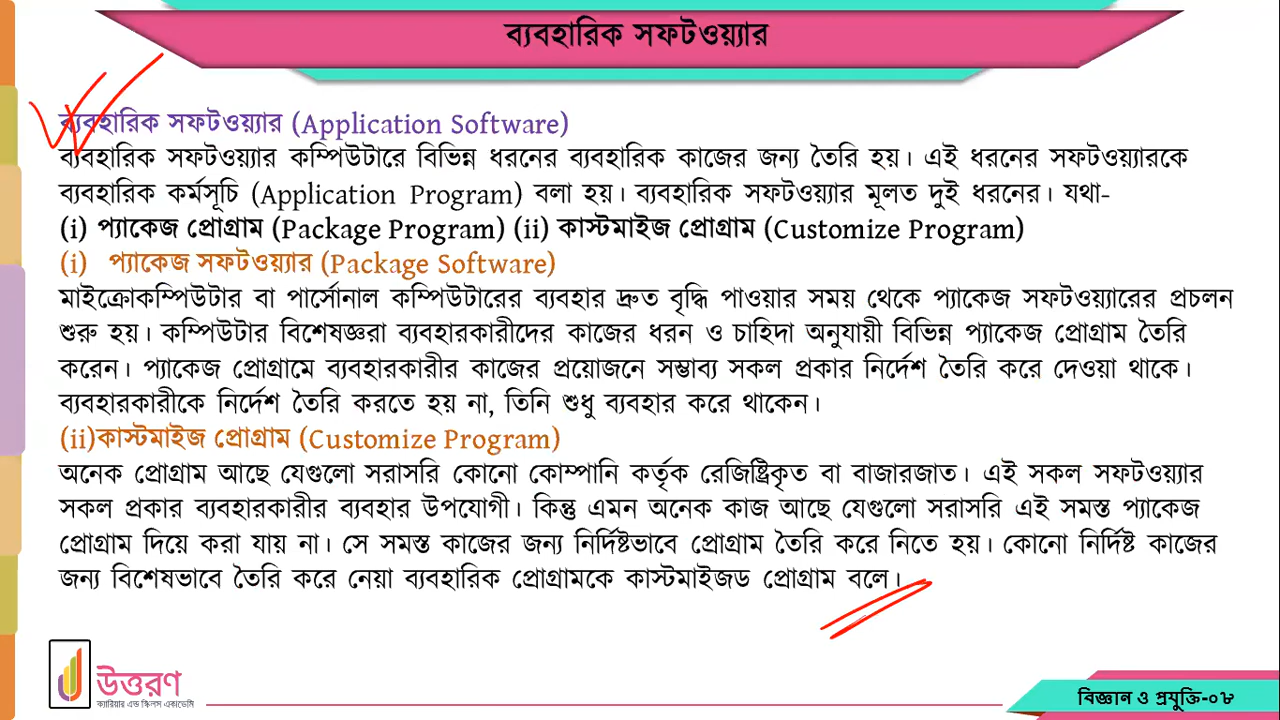 ব্যবহারিক সফটওয়্যার
ব্যবহারিক সফটওয়্যার (Application Software)
ব্যবহারিক সফটওয়্যার কম্পিউটারে বিভিন্ন ধরনের ব্যবহারিক কাজের জন্য তৈরি হয়। এই ধরনের সফটওয়্যারকে
ব্যবহারিক কর্মসূচি (Application Program) বলা হয়। ব্যবহারিক সফটওয়্যার মূলত দুই ধরনের। যথা-
(i) প্যাকেজ প্রোগ্রাম (Package Program) (ii) কাস্টমাইজ প্রোগ্রাম (Customize Program)
(i) প্যাকেজ সফটওয়্যার (Package Software)
মাইক্রোকম্পিউটার বা পার্সোনাল কম্পিউটারের ব্যবহার দ্রুত বৃদ্ধি পাওয়ার সময় থেকে প্যাকেজ সফটওয়্যারের প্রচলন
শুরু হয়। কম্পিউটার বিশেষজ্ঞরা ব্যবহারকারীদের কাজের ধরন ও চাহিদা অনুযায়ী বিভিন্ন প্যাকেজ প্রোগ্রাম তৈরি
করেন। প্যাকেজ প্রোগ্রামে ব্যবহারকারীর কাজের প্রয়োজনে সম্ভাব্য সকল প্রকার নির্দেশ তৈরি করে দেওয়া থাকে।
ব্যবহারকারীকে নির্দেশ তৈরি করতে হয় না, তিনি শুধু ব্যবহার করে থাকেন।
(ii)কাস্টমাইজ প্রোগ্রাম (Customize Program)
অনেক প্রোগ্রাম আছে যেগুলো সরাসরি কোনো কোম্পানি কর্তৃক রেজিষ্ট্রিকৃত বা বাজারজাত। এই সকল সফটওয়্যার
সকল প্রকার ব্যবহারকারীর ব্যবহার উপযোগী। কিন্তু এমন অনেক কাজ আছে যেগুলো সরাসরি এই সমস্ত প্যাকেজ
প্রোগ্রাম দিয়ে করা যায় না। সে সমস্ত কাজের জন্য নির্দিষ্টভাবে প্রোগ্রাম তৈরি করে নিতে হয়। কোনো নির্দিষ্ট কাজের
জন্য বিশেষভাবে তৈরি করে নেয়া ব্যবহারিক প্রোগ্রামকে কাস্টমাইজড প্রোগ্রাম বলে।
উত্তরণ
ক্যারিয়ার এন্ড স্কিলস একাডেমি
বিজ্ঞান ও প্রযুক্তি-০৮